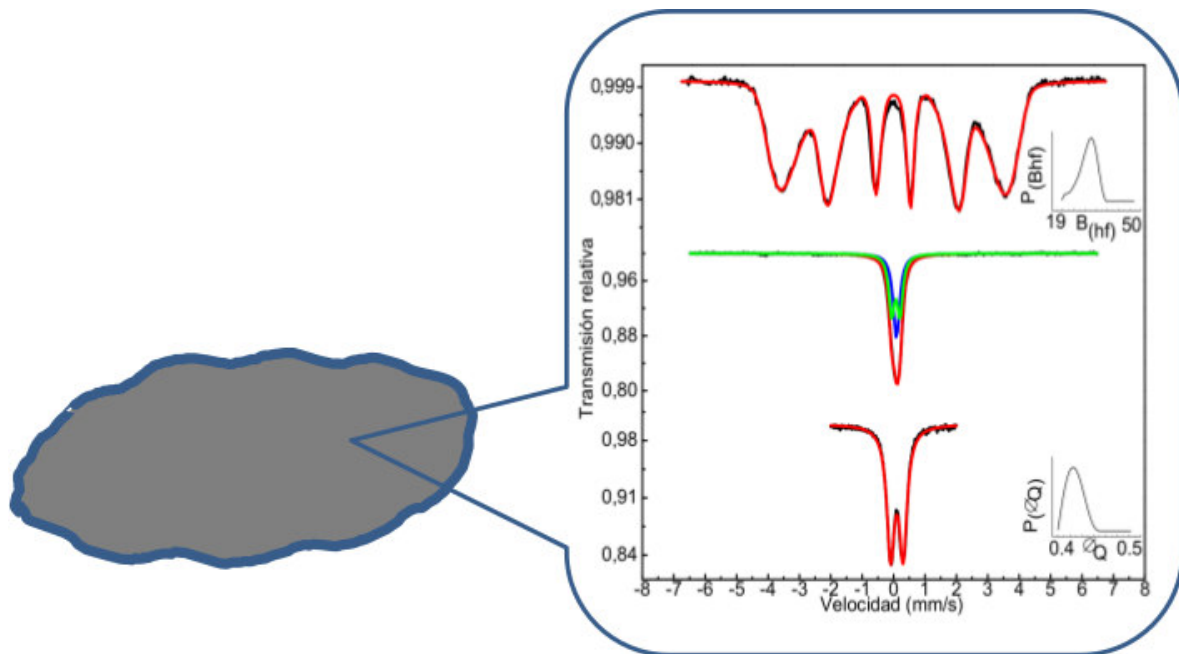 Transmisión relativa
0,999
0,990
0,981
0,96
0,88
0,80
0,98
0,91
0,84
P(Bhf)
19 B(hf) 50
P(∅Q)
0.4 ∅Q 0.5
-8 -7 -6 -5 -4 -3 -2 -1 0 1 2 3 4 5 6 7 8
Velocidad (mm/s)